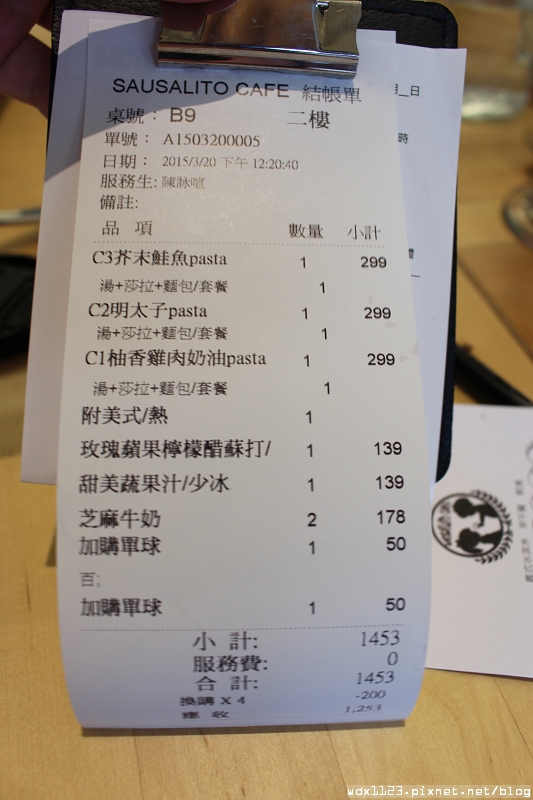 SAUSALITO CAFE 結帳單
桌號： B9 二樓
單號： A1503200005
日期： 2015/3/20 下午 12:20:40
服務生: 陳詠喧
備註:
品 項 數量 小計
C3芥末鮭魚pasta 1 299
湯+莎拉+麵包/套餐 1
C2明太子pasta 1 299
湯+莎拉+麵包/套餐 1
C1柚香雞肉奶油pasta 1 299
湯+莎拉+麵包/套餐 1
附美式/熱 1
玫瑰蘋果檸檬醋蘇打/ 1 139
甜美蔬果汁/少冰 1 139
芝麻牛奶 2 178
加購單球 1 50
百;
加購單球 1 50
小 計: 1453
服務費: 0
合 計: 1453
換購 X 4 -200
應 收 1,253
月__日
時
wdx1123.pixnet.net/blog